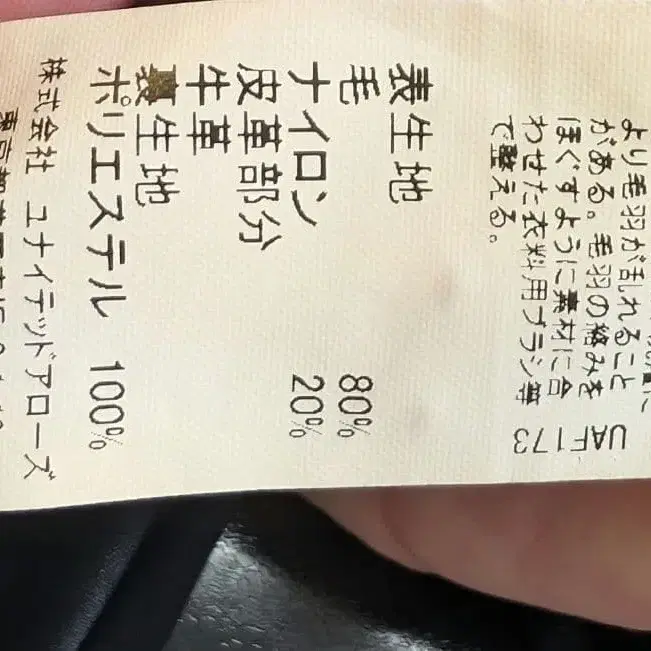 より毛羽が乱れること
がある。毛羽の絡みを
ほぐすように素材に合
わせた衣料用ブラシ等
で整える。
UAF173
表生地
毛 80%
ナイロン 20%
皮革部分
牛革
裏生地
ポリエステル 100%
株式会社 ユナイテッドアローズ
東京都